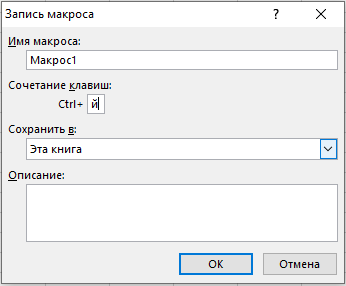 Запись макроса ? ×
Имя макроса:
Макрос1
Сочетание клавиш:
Ctrl+ й
Сохранить в:
Эта книга
Описание:
ОК Отмена